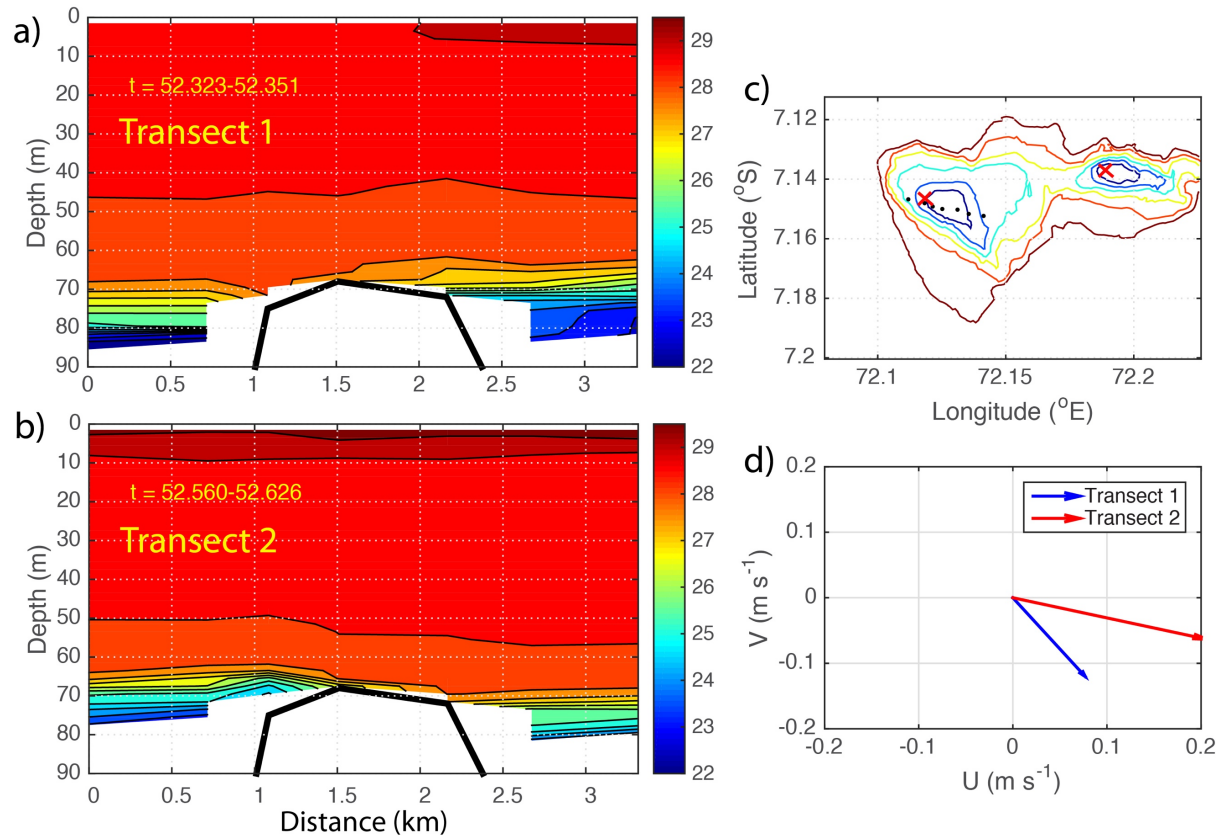 a)
0
10
20
30
40
50
60
70
80
90
Depth (m)
t = 52.323-52.351
Transect 1
0 0.5 1 1.5 2 2.5 3
29
28
27
26
25
24
23
22
b)
0
10
20
30
40
50
60
70
80
90
Depth (m)
t = 52.560-52.626
Transect 2
0 0.5 1 1.5 2 2.5 3
Distance (km)
29
28
27
26
25
24
23
22
c)
7.12
7.14
7.16
7.18
7.2
Latitude (°S)
72.1 72.15 72.2
Longitude (°E)
d)
0.2
0.1
0
-0.1
-0.2
V (m s⁻¹)
Transect 1
Transect 2
-0.2 -0.1 0 0.1 0.2
U (m s⁻¹)